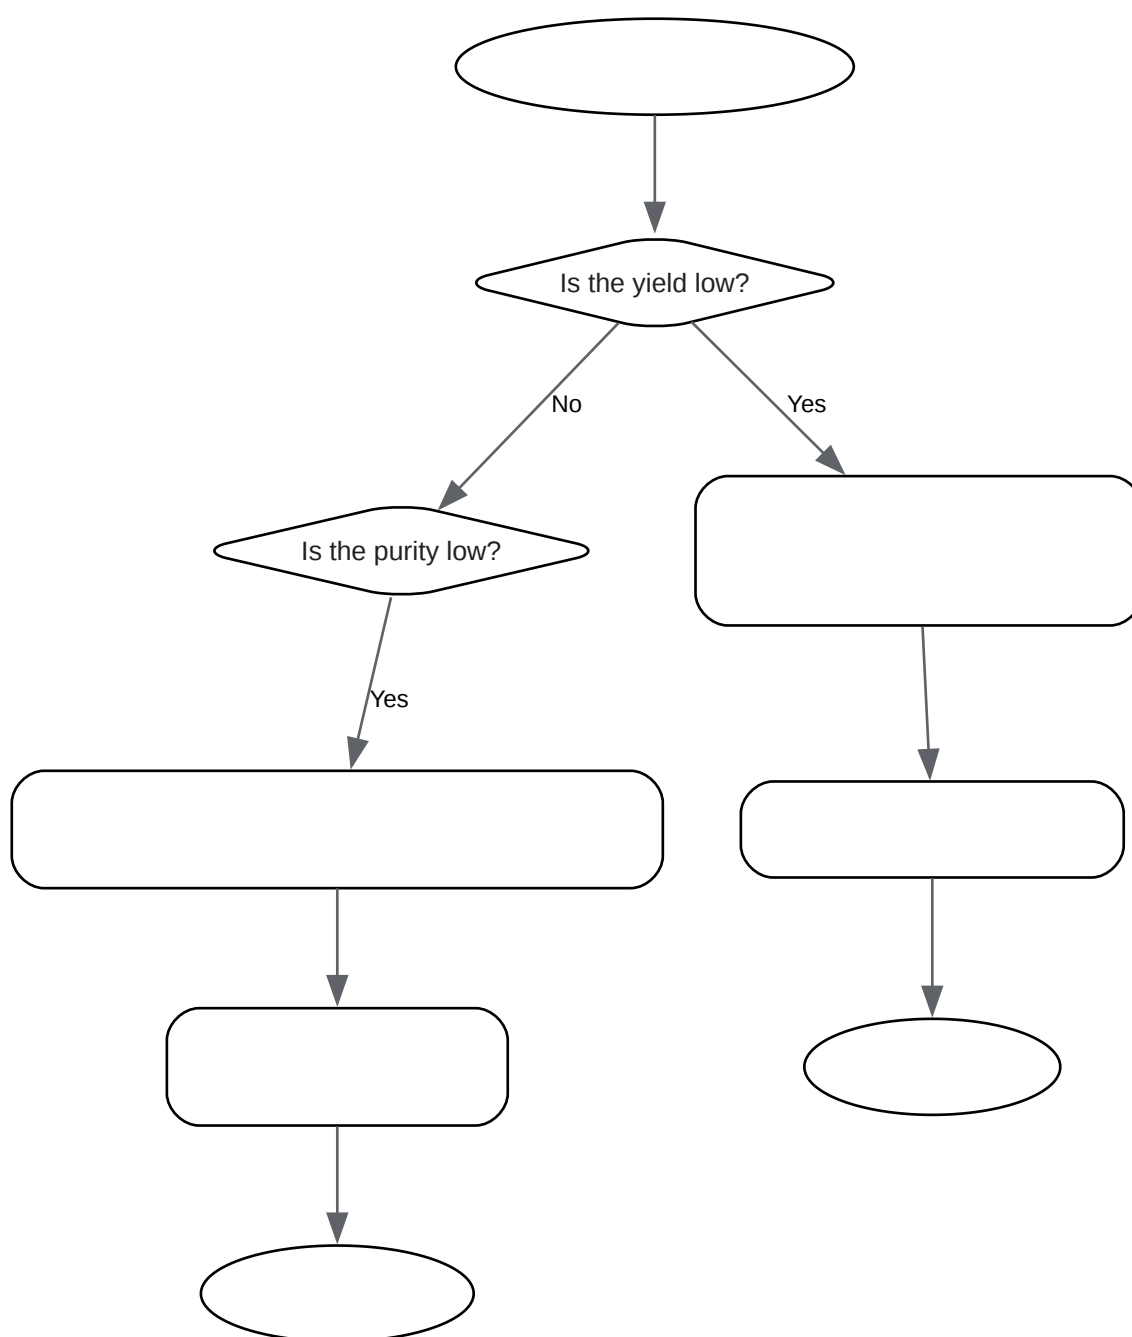 Is the yield low?
No
Yes
Is the purity low?
Yes